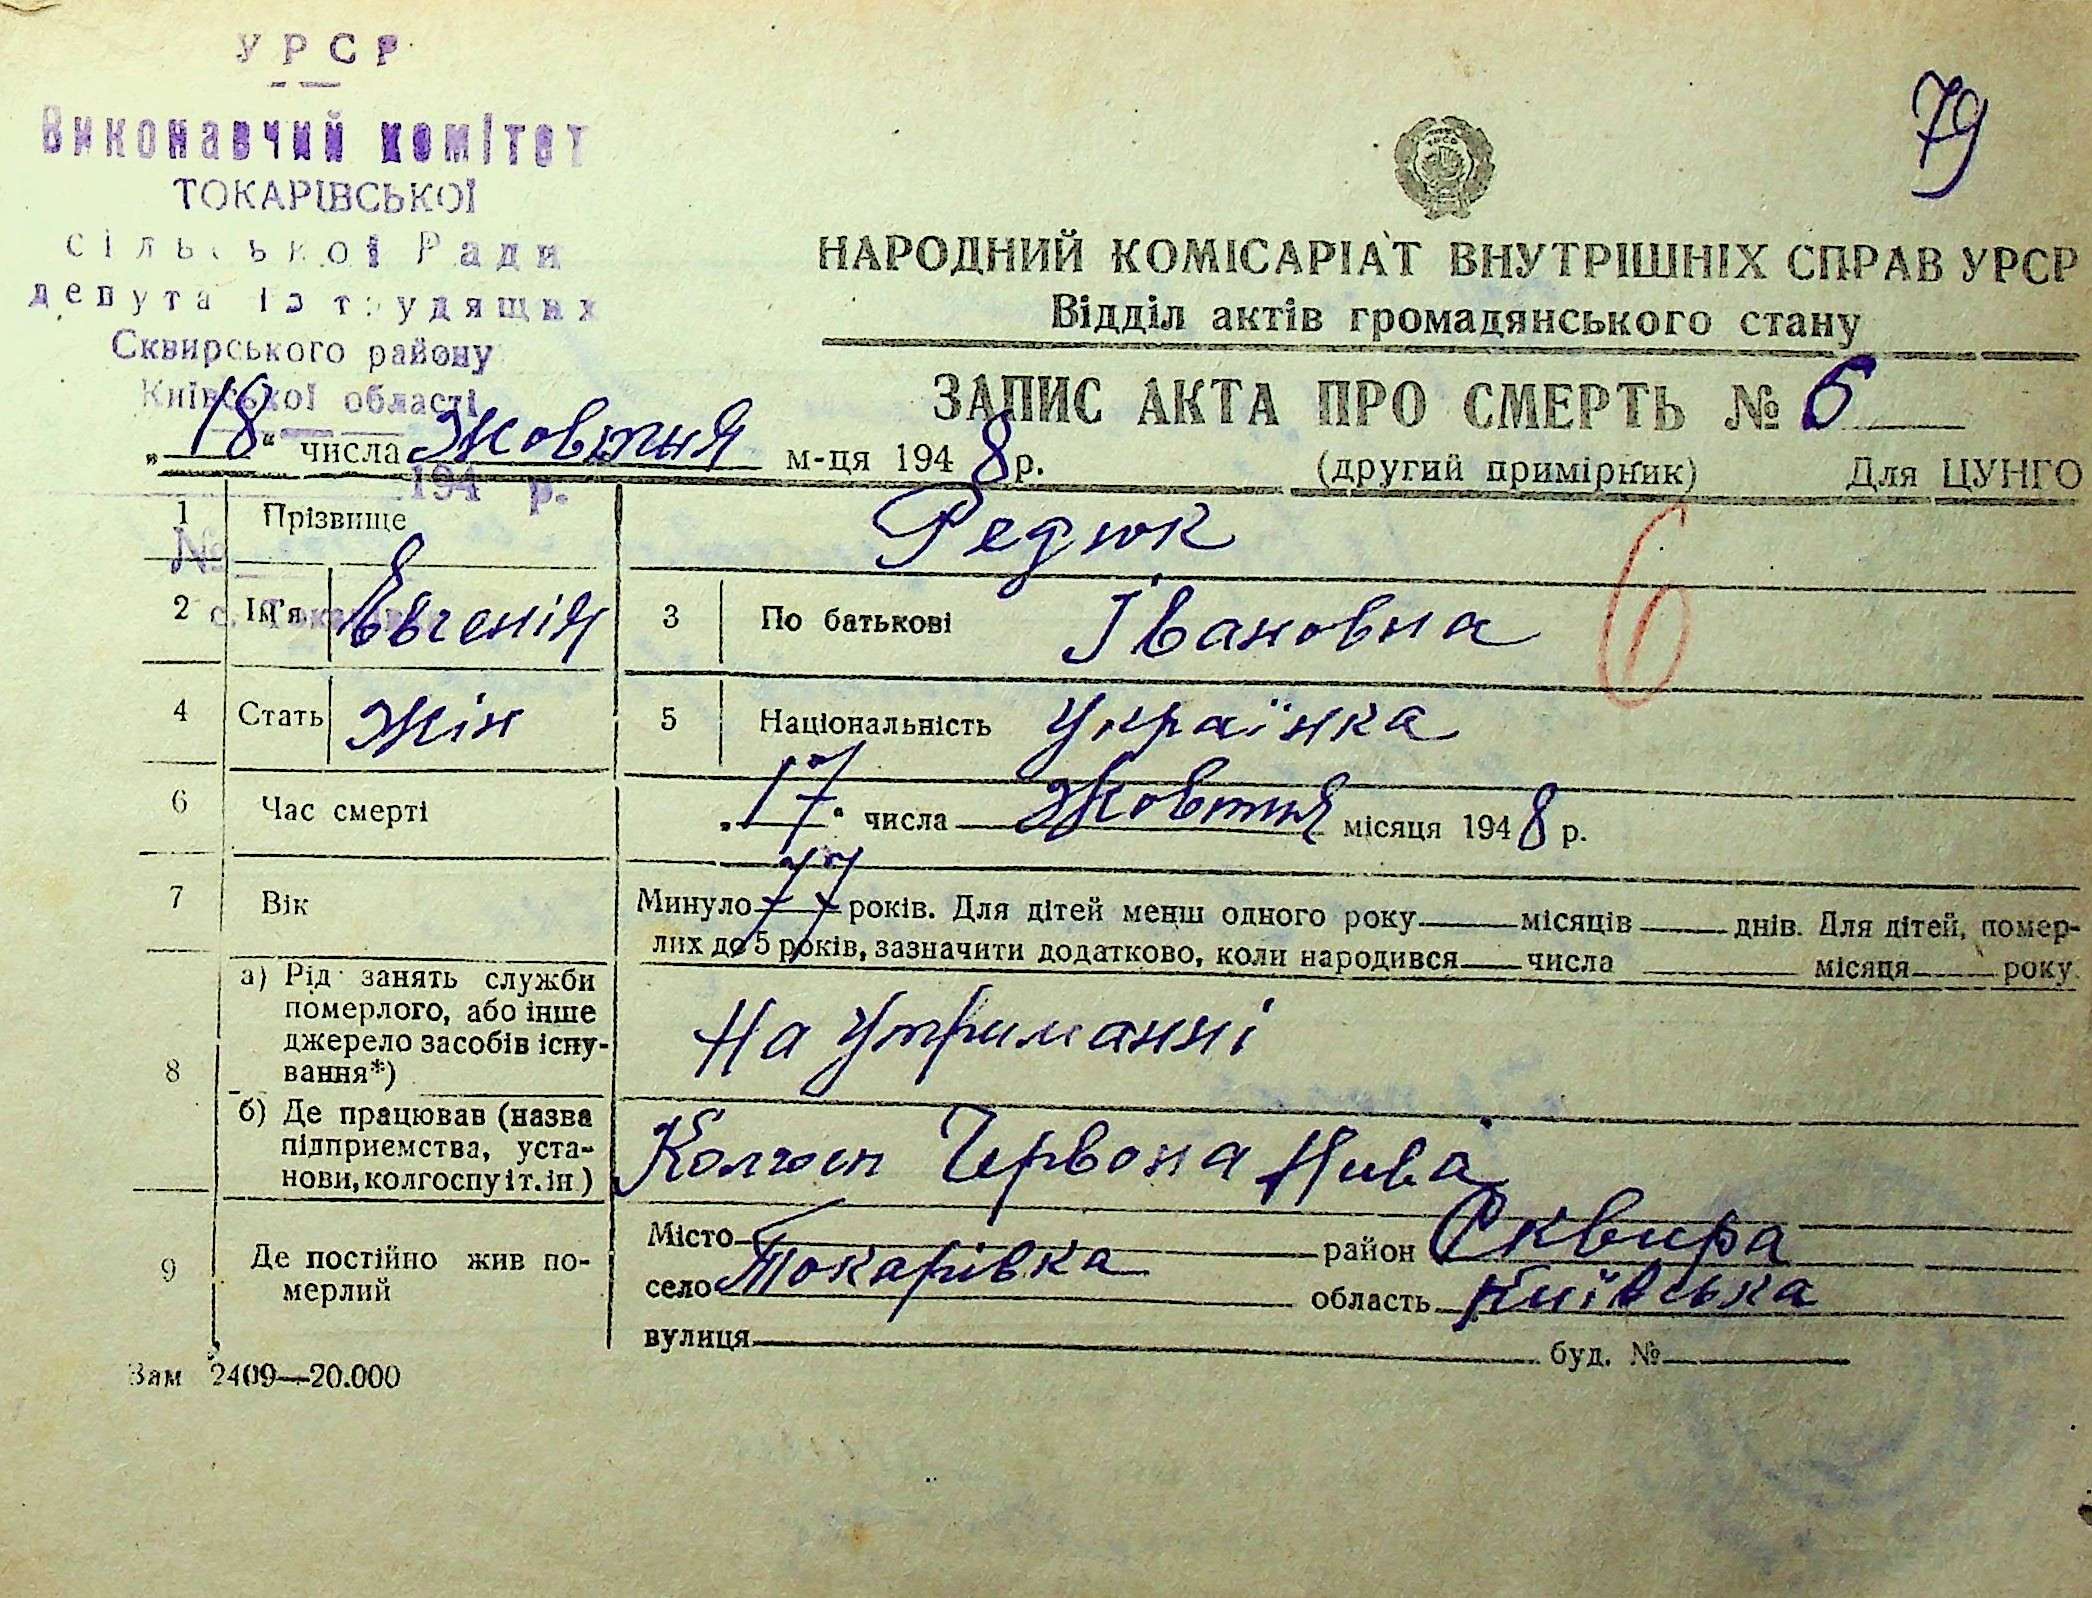 УРСР
Виконавчий комітет
ТОКАРІВСЬКОЇ
сільської Ради
депутатів трудящих
Сквирського району
Київської області
194 р.
№
79
НАРОДНИЙ КОМІСАРІАТ ВНУТРІШНІХ СПРАВ УРСР
Відділ актів громадянського стану
ЗАПИС АКТА ПРО СМЕРТЬ № 6
„18“ числа Жовтня м-ця 1948 р. (другий примірник) Для ЦУНГО
1 Прізвище Редюк
6
2 Ім'я Євгенія 3 По батькові Івановна
4 Стать жін 5 Національність Українка
6 Час смерті „17“ числа Жовтня місяця 1948 р.
7 Вік Минуло 77 років. Для дітей менш одного року місяців днів. Для дітей, помер-
лих до 5 років, зазначити додатково, коли народився числа місяця року
8 а) Рід занять служби
померлого, або інше
джерело засобів існу-
вання*)
На утриманні
б) Де працював (назва
підприємства, уста-
нови, колгоспу і т. ін.)
Колгосп Червона Нива
9 Де постійно жив по-
мерлий
Місто район Сквира
село Токарівка область Київська
вулиця буд. №
Зам 2409—20.000